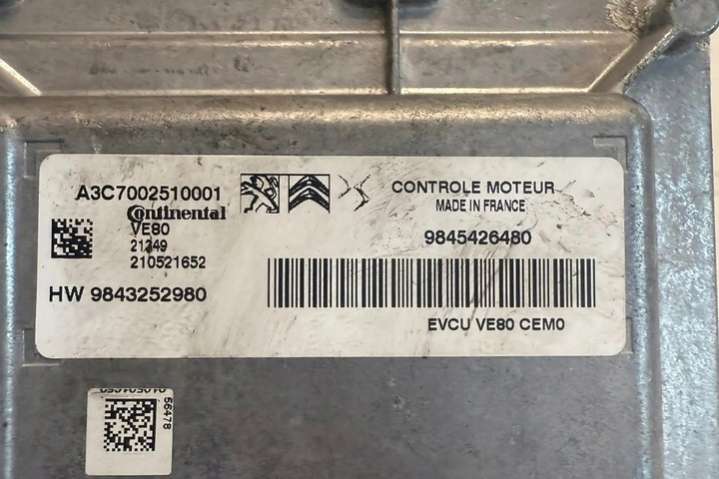 A3C7002510001
Continental
VE80
21349
210521652
HW 9843252980
CONTROLE MOTEUR
MADE IN FRANCE
9845426480
EVCU VE80 CEM0
56478